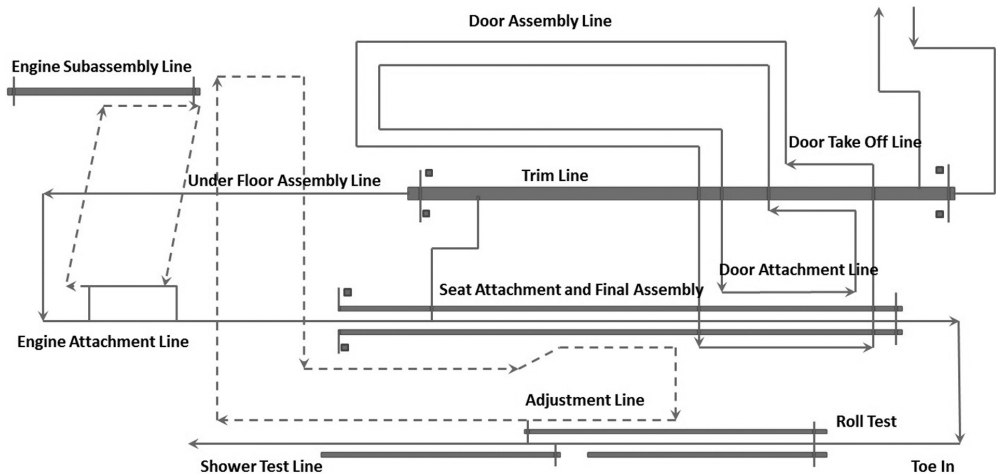 Door Assembly Line
Engine Subassembly Line
Door Take Off Line
Under Floor Assembly Line
Trim Line
Door Attachment Line
Seat Attachment and Final Assembly
Engine Attachment Line
Adjustment Line
Roll Test
Shower Test Line
Toe In